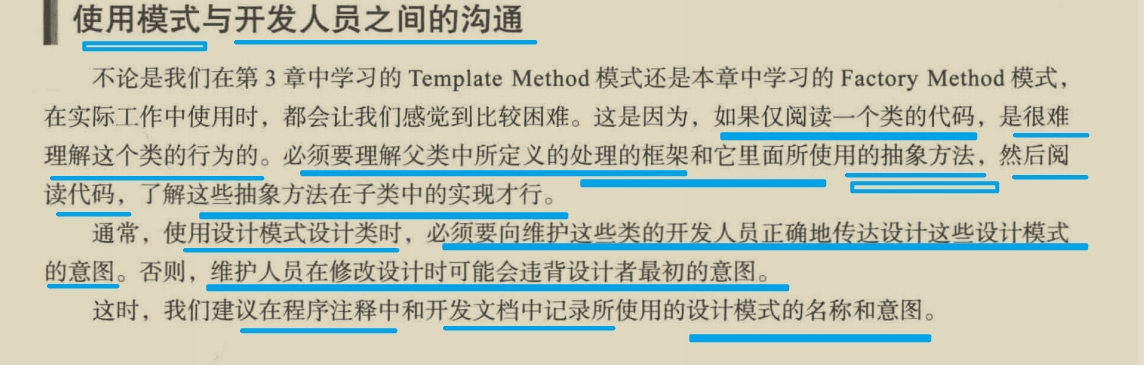 使用模式与开发人员之间的沟通
不论是我们在第 3 章中学习的 Template Method 模式还是本章中学习的 Factory Method 模式，
在实际工作中使用时，都会让我们感觉到比较困难。这是因为，如果仅阅读一个类的代码，是很难
理解这个类的行为的。必须要理解父类中所定义的处理的框架和它里面所使用的抽象方法，然后阅
读代码，了解这些抽象方法在子类中的实现才行。
通常，使用设计模式设计类时，必须要向维护这些类的开发人员正确地传达设计这些设计模式
的意图。否则，维护人员在修改设计时可能会违背设计者最初的意图。
这时，我们建议在程序注释中和开发文档中记录所使用的设计模式的名称和意图。